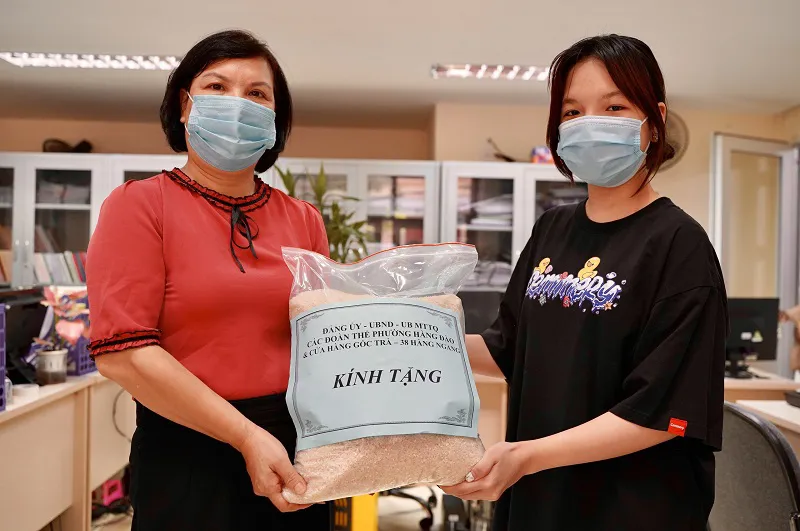 ĐẢNG ỦY - UBND - UB MTTQ
CÁC ĐOÀN THỂ PHƯỜNG HÀNG ĐÀO
& CỬA HÀNG GÓC TRÀ – 38 HÀNG NGANG
KÍNH TẶNG